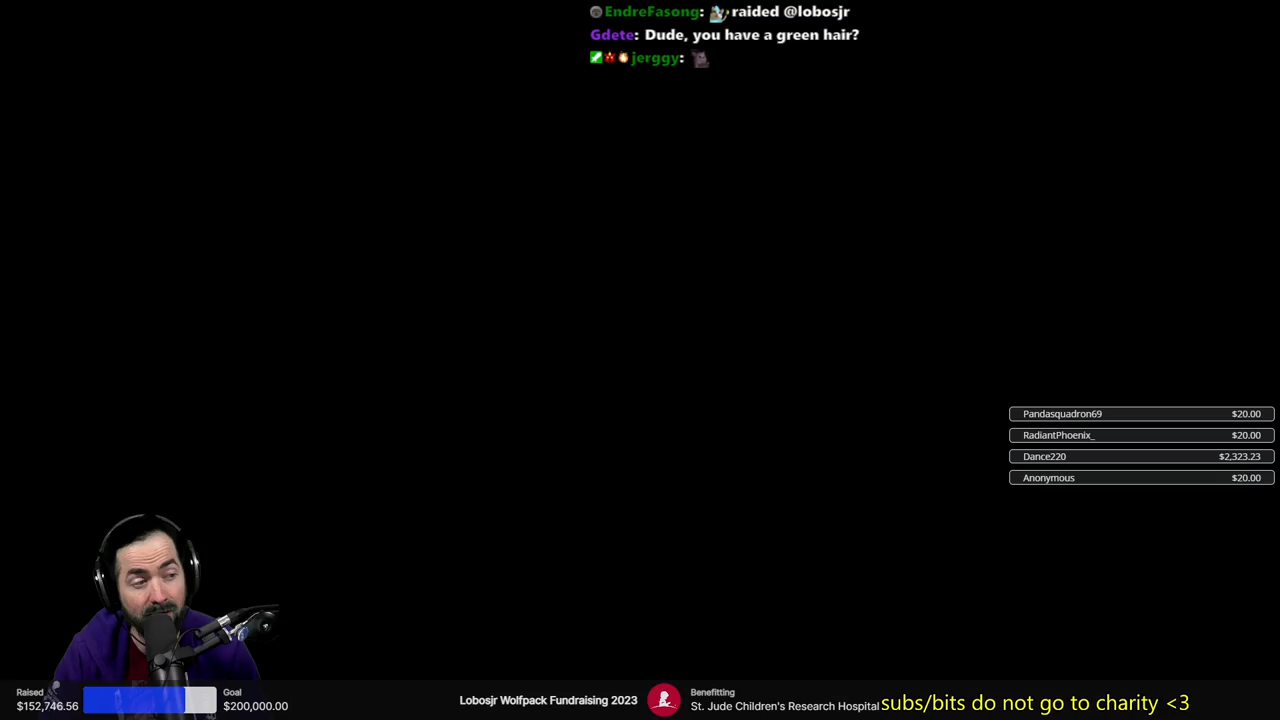 EndreFasong: raided @lobosjr
Gdete: Dude, you have a green hair?
jerggy:
Pandasquadron69 $20.00
RadiantPhoenix_ $20.00
Dance220 $2,323.23
Anonymous $20.00
Raised
$152,746.56
Goal
$200,000.00
Lobosjr Wolfpack Fundraising 2023
Benefitting
St. Jude Children's Research Hospital
subs/bits do not go to charity <3